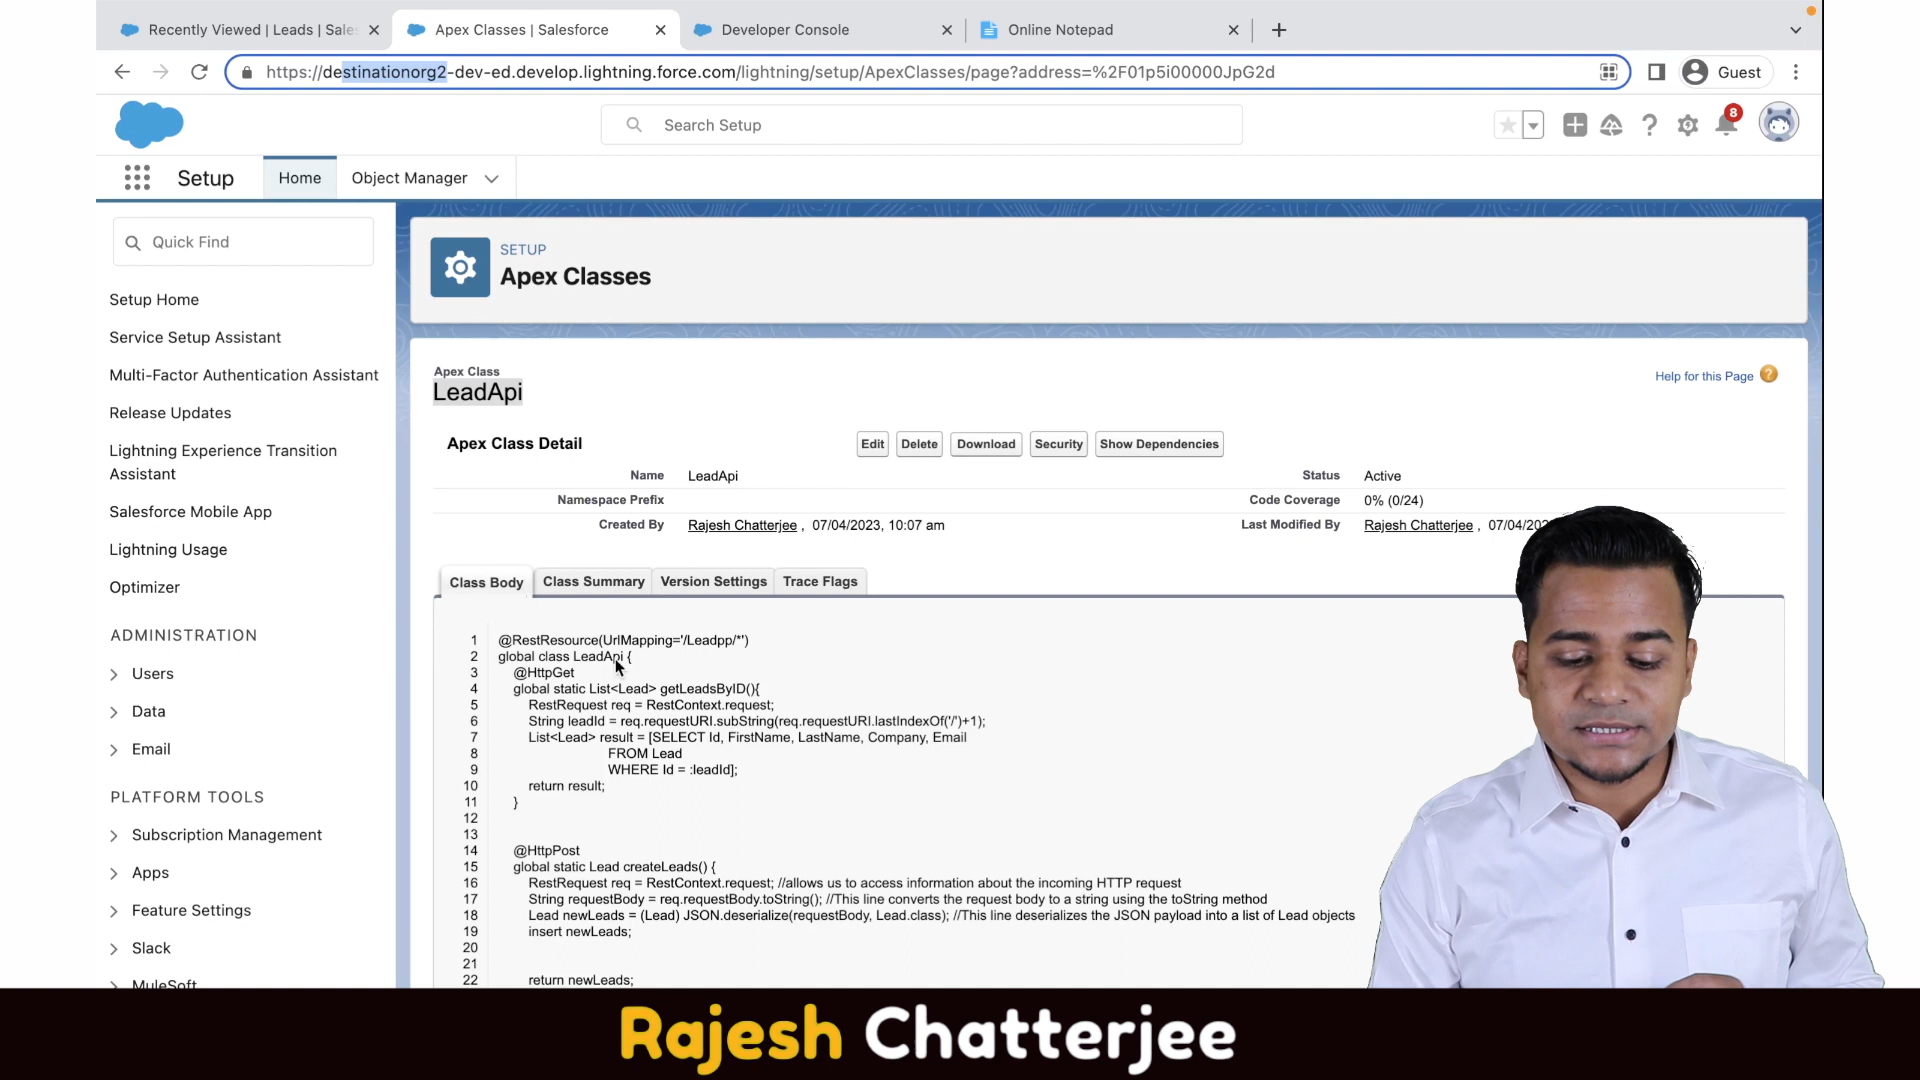 Recently Viewed | Leads | Sale
Apex Classes | Salesforce
Developer Console
Online Notepad
https://destinationorg2-dev-ed.develop.lightning.force.com/lightning/setup/ApexClasses/page?address=%2F01p5i00000JpG2d
Guest
Search Setup
8
Setup
Home
Object Manager
Quick Find
Setup Home
Service Setup Assistant
Multi-Factor Authentication Assistant
Release Updates
Lightning Experience Transition
Assistant
Salesforce Mobile App
Lightning Usage
Optimizer
ADMINISTRATION
Users
Data
Email
PLATFORM TOOLS
Subscription Management
Apps
Feature Settings
Slack
MuleSoft
SETUP
Apex Classes
Apex Class
LeadApi
Help for this Page
Apex Class Detail
Edit
Delete
Download
Security
Show Dependencies
Name LeadApi
Status Active
Namespace Prefix
Code Coverage 0% (0/24)
Created By Rajesh Chatterjee , 07/04/2023, 10:07 am
Last Modified By Rajesh Chatterjee , 07/04/202
Class Body
Class Summary
Version Settings
Trace Flags
1 @RestResource(UrlMapping='/Leadpp/*')
2 global class LeadApi {
3 @HttpGet
4 global static List<Lead> getLeadsByID(){
5 RestRequest req = RestContext.request;
6 String leadId = req.requestURI.subString(req.requestURI.lastIndexOf('/')+1);
7 List<Lead> result = [SELECT Id, FirstName, LastName, Company, Email
8 FROM Lead
9 WHERE Id = :leadId];
10 return result;
11 }
12
13
14 @HttpPost
15 global static Lead createLeads() {
16 RestRequest req = RestContext.request; //allows us to access information about the incoming HTTP request
17 String requestBody = req.requestBody.toString(); //This line converts the request body to a string using the toString method
18 Lead newLeads = (Lead) JSON.deserialize(requestBody, Lead.class); //This line deserializes the JSON payload into a list of Lead objects
19 insert newLeads;
20
21
22 return newLeads;
Rajesh Chatterjee